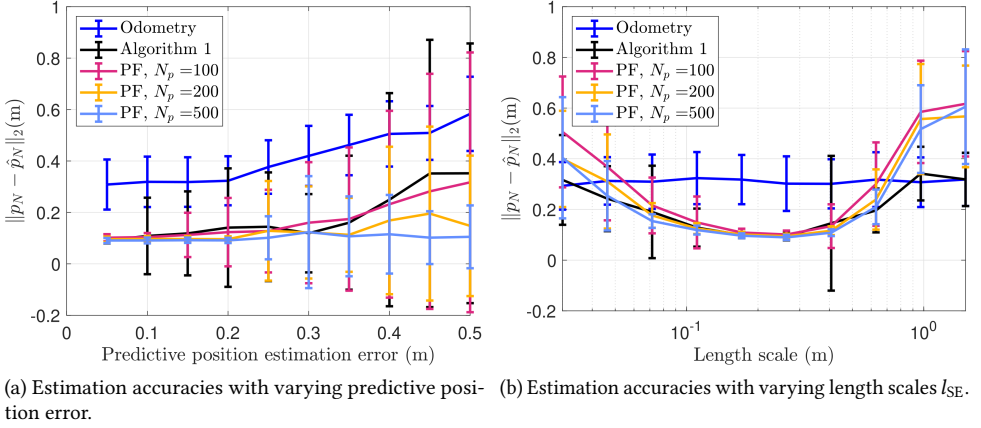 1
0.8
0.6
0.4
0.2
0
-0.2
‖p_N − p̂_N‖_2(m)
Odometry
Algorithm 1
PF, N_p =100
PF, N_p =200
PF, N_p =500
0
0.1
0.2
0.3
0.4
0.5
Predictive position estimation error (m)
1
0.8
0.6
0.4
0.2
0
-0.2
‖p_N − p̂_N‖_2(m)
Odometry
Algorithm 1
PF, N_p =100
PF, N_p =200
PF, N_p =500
10^-1
10^0
Length scale (m)
(a) Estimation accuracies with varying predictive posi-
tion error.
(b) Estimation accuracies with varying length scales l_SE.